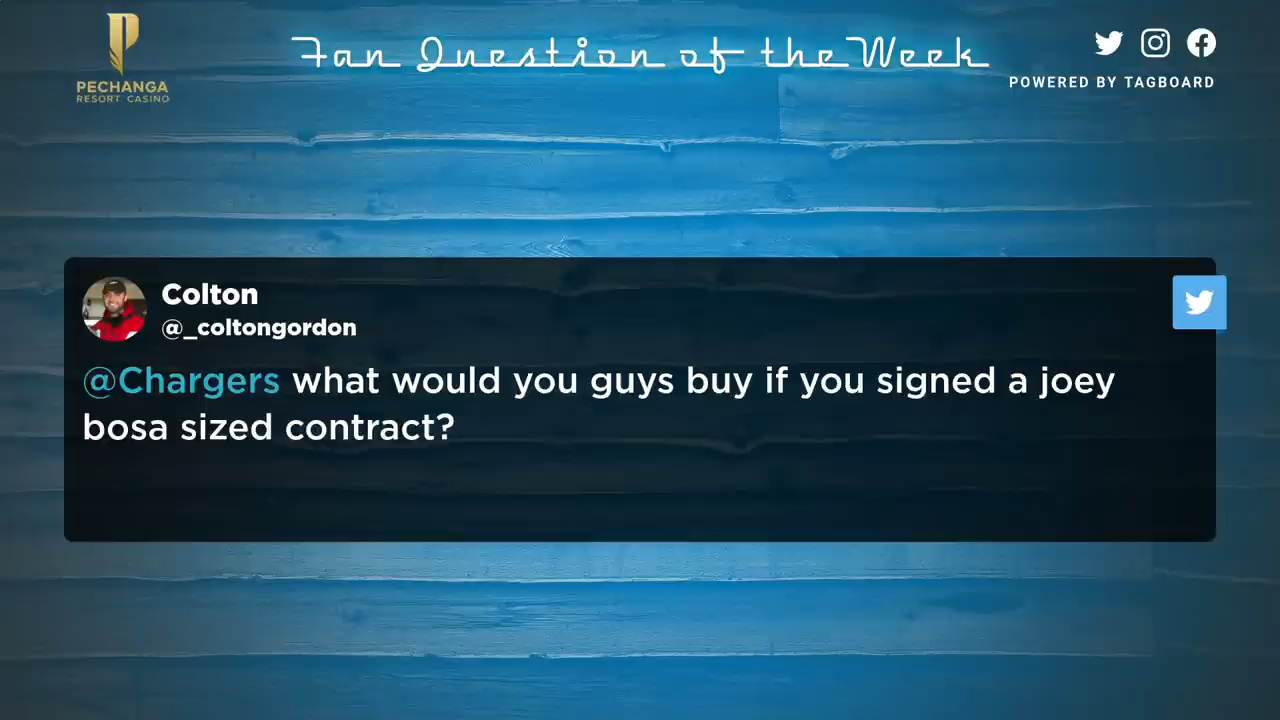 Fan Question of the Week
PECHANGA
RESORT CASINO
POWERED BY TAGBOARD
Colton
@_coltongordon
@Chargers what would you guys buy if you signed a joey
bosa sized contract?